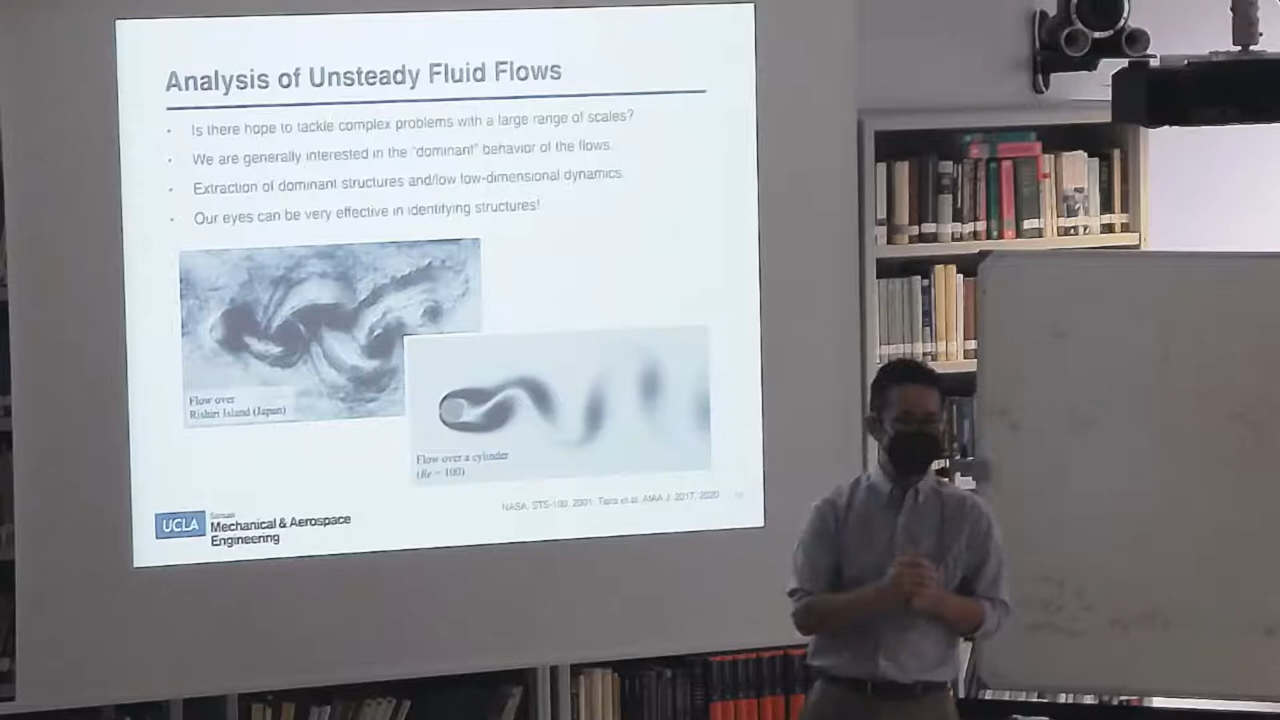 Analysis of Unsteady Fluid Flows
Is there hope to tackle complex problems with a large range of scales?
We are generally interested in the "dominant" behavior of the flows.
Extraction of dominant structures and/low low-dimensional dynamics.
Our eyes can be very effective in identifying structures!
Flow over
Rishiri Island (Japan)
Flow over a cylinder
(Re = 100)
NASA, STS-100, 2001. Taira et al. AIAA J. 2017, 2020
UCLA
Samueli
Mechanical & Aerospace
Engineering